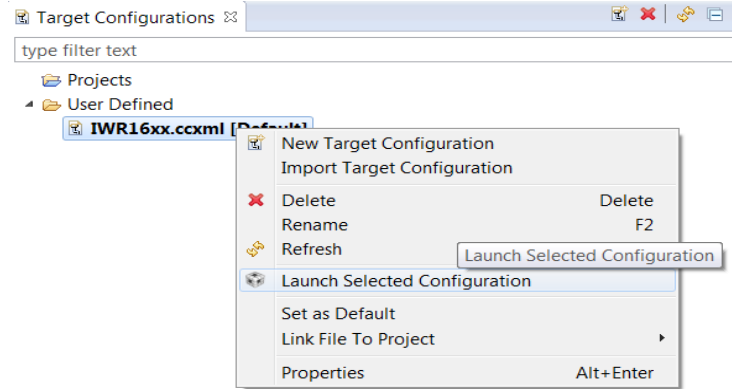 Target Configurations
type filter text
Projects
User Defined
IWR16xx.ccxml [Default]
New Target Configuration
Import Target Configuration
Delete Delete
Rename F2
Refresh
Launch Selected Configuration
Launch Selected Configuration
Set as Default
Link File To Project
Properties Alt+Enter